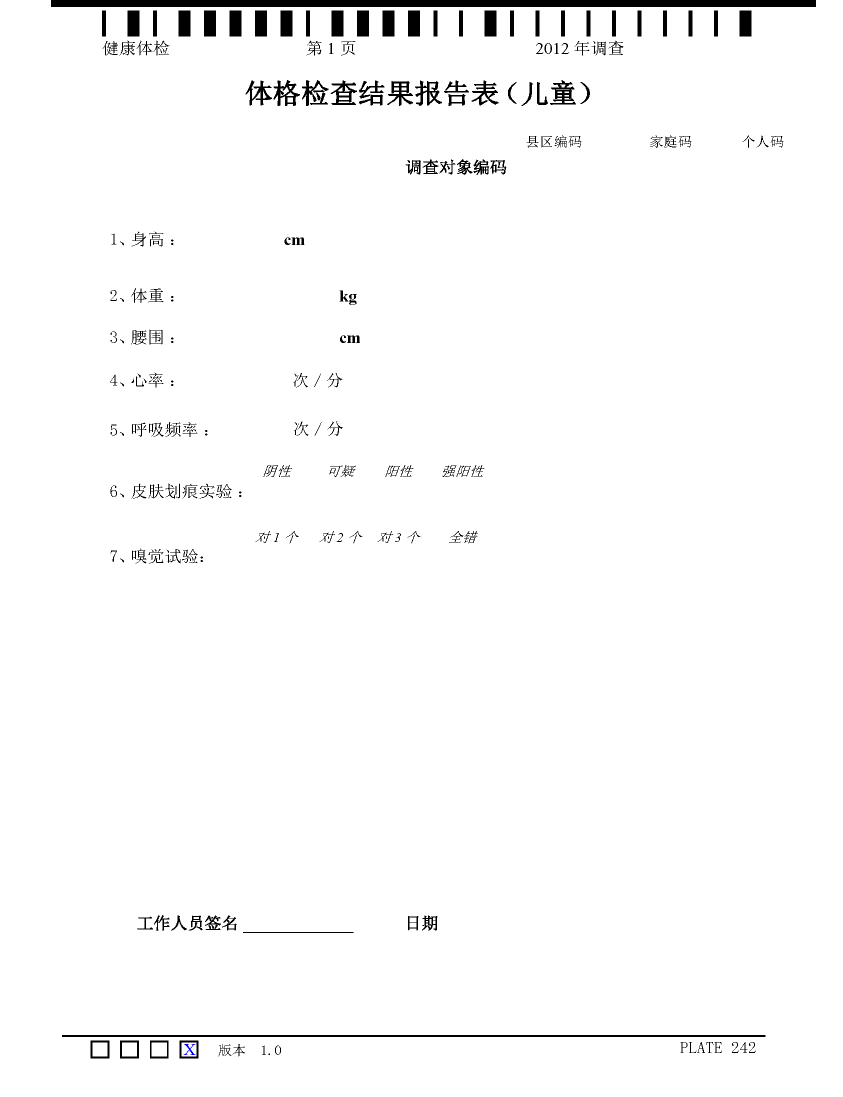 健康体检 第 1 页 2012 年调查
体格检查结果报告表（儿童）
县区编码 家庭码 个人码
调查对象编码
1、身高： cm
2、体重： kg
3、腰围： cm
4、心率： 次 / 分
5、呼吸频率： 次 / 分
阴性 可疑 阳性 强阳性
6、皮肤划痕实验：
对 1 个 对 2 个 对 3 个 全错
7、嗅觉试验：
工作人员签名 日期
X 版本 1.0 PLATE 242